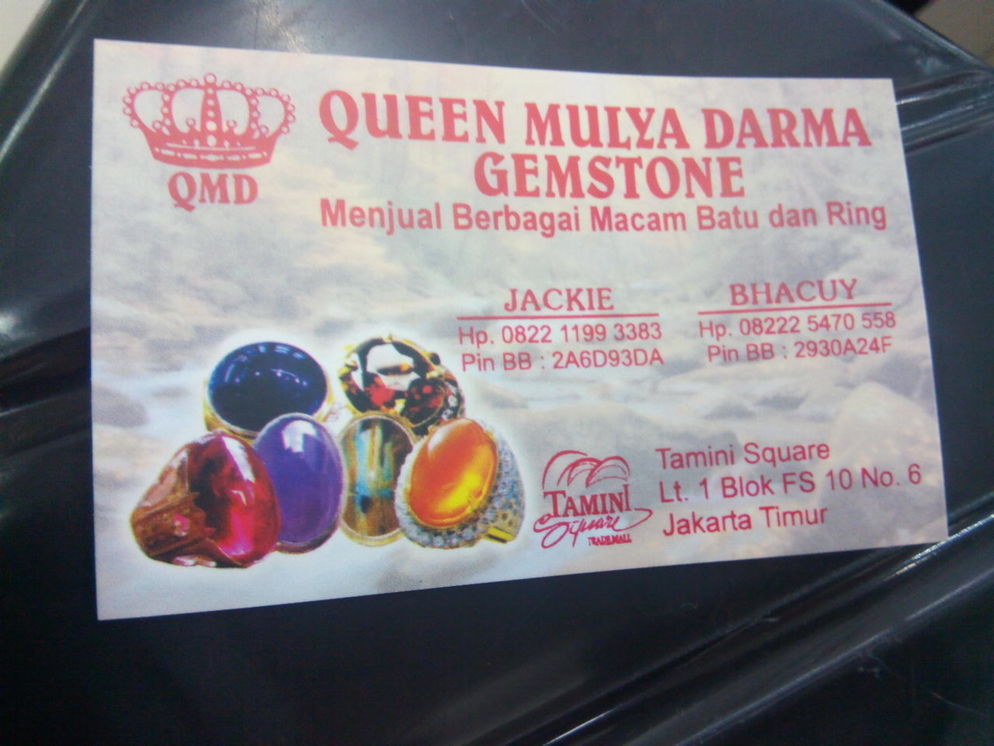 QMD
QUEEN MULYA DARMA
GEMSTONE
Menjual Berbagai Macam Batu dan Ring
JACKIE
Hp. 0822 1199 3383
Pin BB : 2A6D93DA
BHACUY
Hp. 08222 5470 558
Pin BB : 2930A24F
TAMINI
Square
TRADE MALL
Tamini Square
Lt. 1 Blok FS 10 No. 6
Jakarta Timur